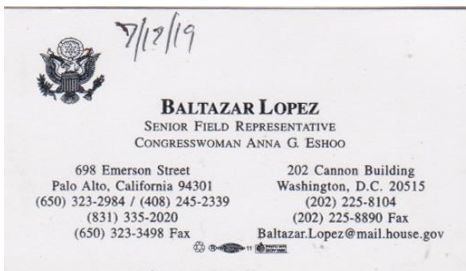 7/12/19
BALTAZAR LOPEZ
SENIOR FIELD REPRESENTATIVE
CONGRESSWOMAN ANNA G. ESHOO
698 Emerson Street
Palo Alto, California 94301
(650) 323-2984 / (408) 245-2339
(831) 335-2020
(650) 323-3498 Fax
202 Cannon Building
Washington, D.C. 20515
(202) 225-8104
(202) 225-8890 Fax
Baltazar.Lopez@mail.house.gov